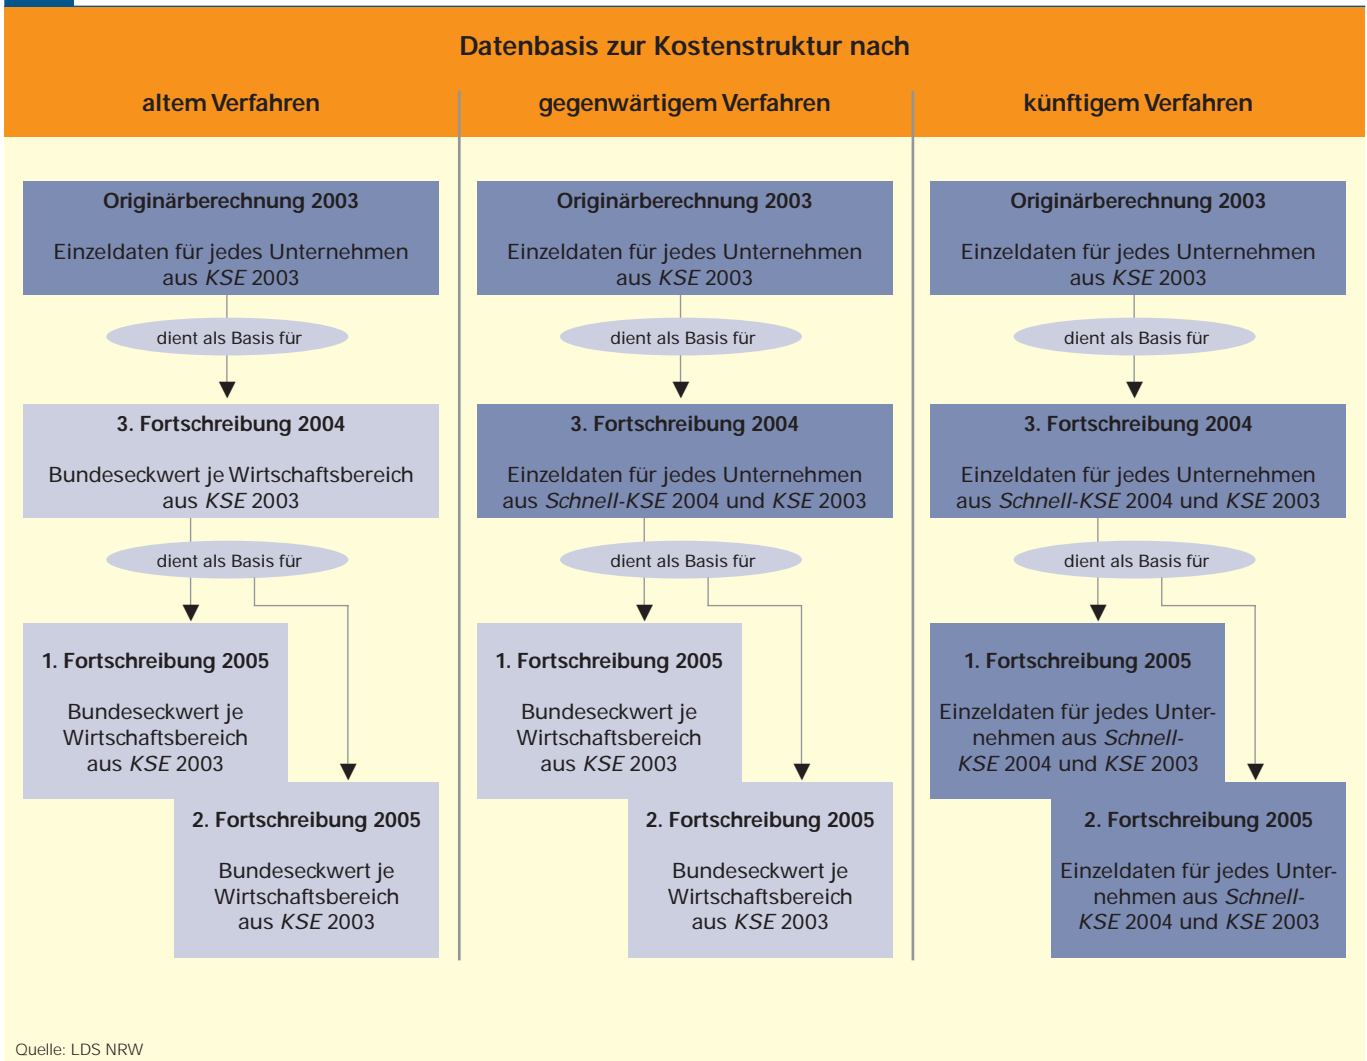 Datenbasis zur Kostenstruktur nach
altem Verfahren
gegenwärtigem Verfahren
künftigem Verfahren
Originärberechnung 2003
Einzeldaten für jedes Unternehmen
aus KSE 2003
dient als Basis für
3. Fortschreibung 2004
Bundeseckwert je Wirtschaftsbereich
aus KSE 2003
dient als Basis für
1. Fortschreibung 2005
Bundeseckwert je
Wirtschaftsbereich
aus KSE 2003
2. Fortschreibung 2005
Bundeseckwert je
Wirtschaftsbereich
aus KSE 2003
Originärberechnung 2003
Einzeldaten für jedes Unternehmen
aus KSE 2003
dient als Basis für
3. Fortschreibung 2004
Einzeldaten für jedes Unternehmen
aus Schnell-KSE 2004 und KSE 2003
dient als Basis für
1. Fortschreibung 2005
Bundeseckwert je
Wirtschaftsbereich
aus KSE 2003
2. Fortschreibung 2005
Bundeseckwert je
Wirtschaftsbereich
aus KSE 2003
Originärberechnung 2003
Einzeldaten für jedes Unternehmen
aus KSE 2003
dient als Basis für
3. Fortschreibung 2004
Einzeldaten für jedes Unternehmen
aus Schnell-KSE 2004 und KSE 2003
dient als Basis für
1. Fortschreibung 2005
Einzeldaten für jedes Unter-
nehmen aus Schnell-
KSE 2004 und KSE 2003
2. Fortschreibung 2005
Einzeldaten für jedes Unter-
nehmen aus Schnell-
KSE 2004 und KSE 2003
Quelle: LDS NRW